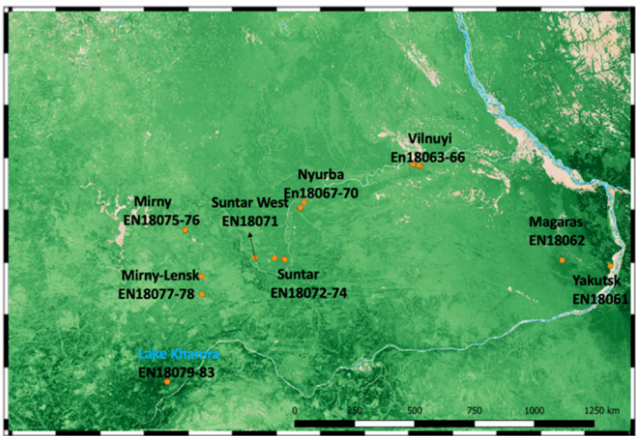 Vilnuyi
En18063-66
Nyurba
En18067-70
Mirny
EN18075-76
Suntar West
EN18071
Magaras
EN18062
Mirny-Lensk
EN18077-78
Suntar
EN18072-74
Yakutsk
EN18061
Lake Khamra
EN18079-83
0 250 500 750 1000 1250 km